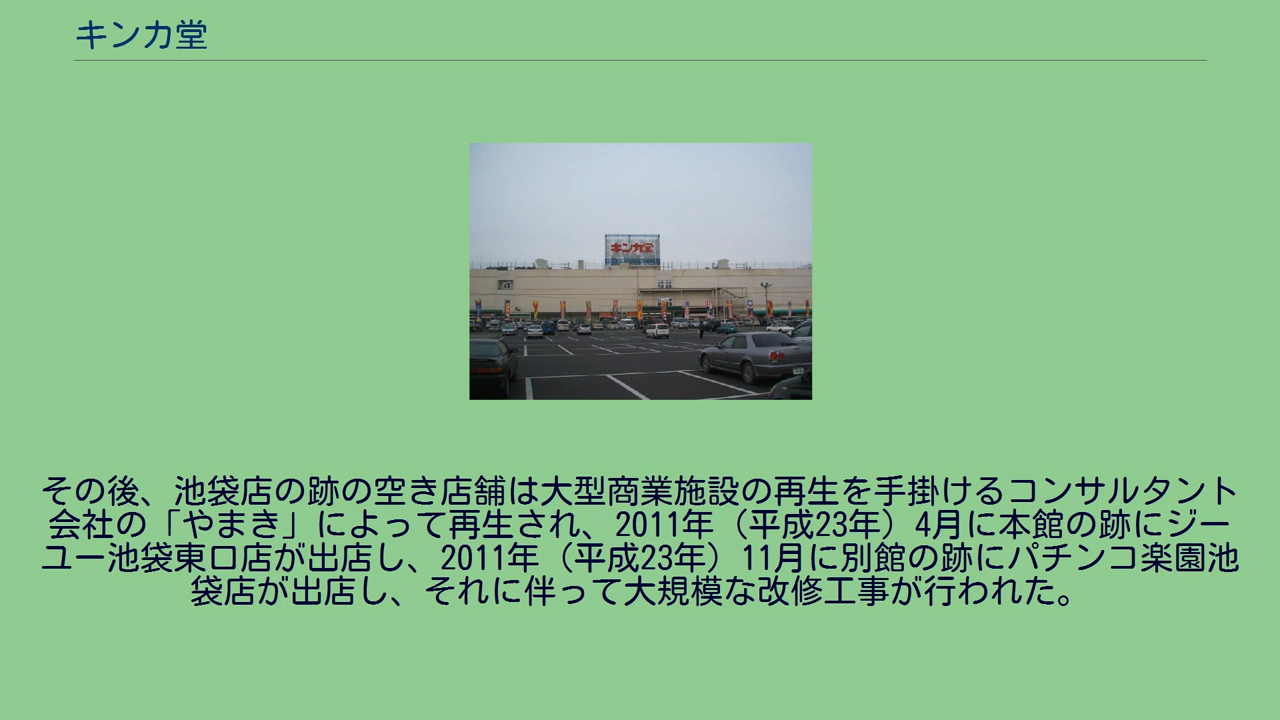 キンカ堂
キンカ堂
その後、池袋店の跡の空き店舗は大型商業施設の再生を手掛けるコンサルタント
会社の「やまき」によって再生され、2011年（平成23年）4月に本館の跡にジー
ユー池袋東口店が出店し、2011年（平成23年）11月に別館の跡にパチンコ楽園池
袋店が出店し、それに伴って大規模な改修工事が行われた。